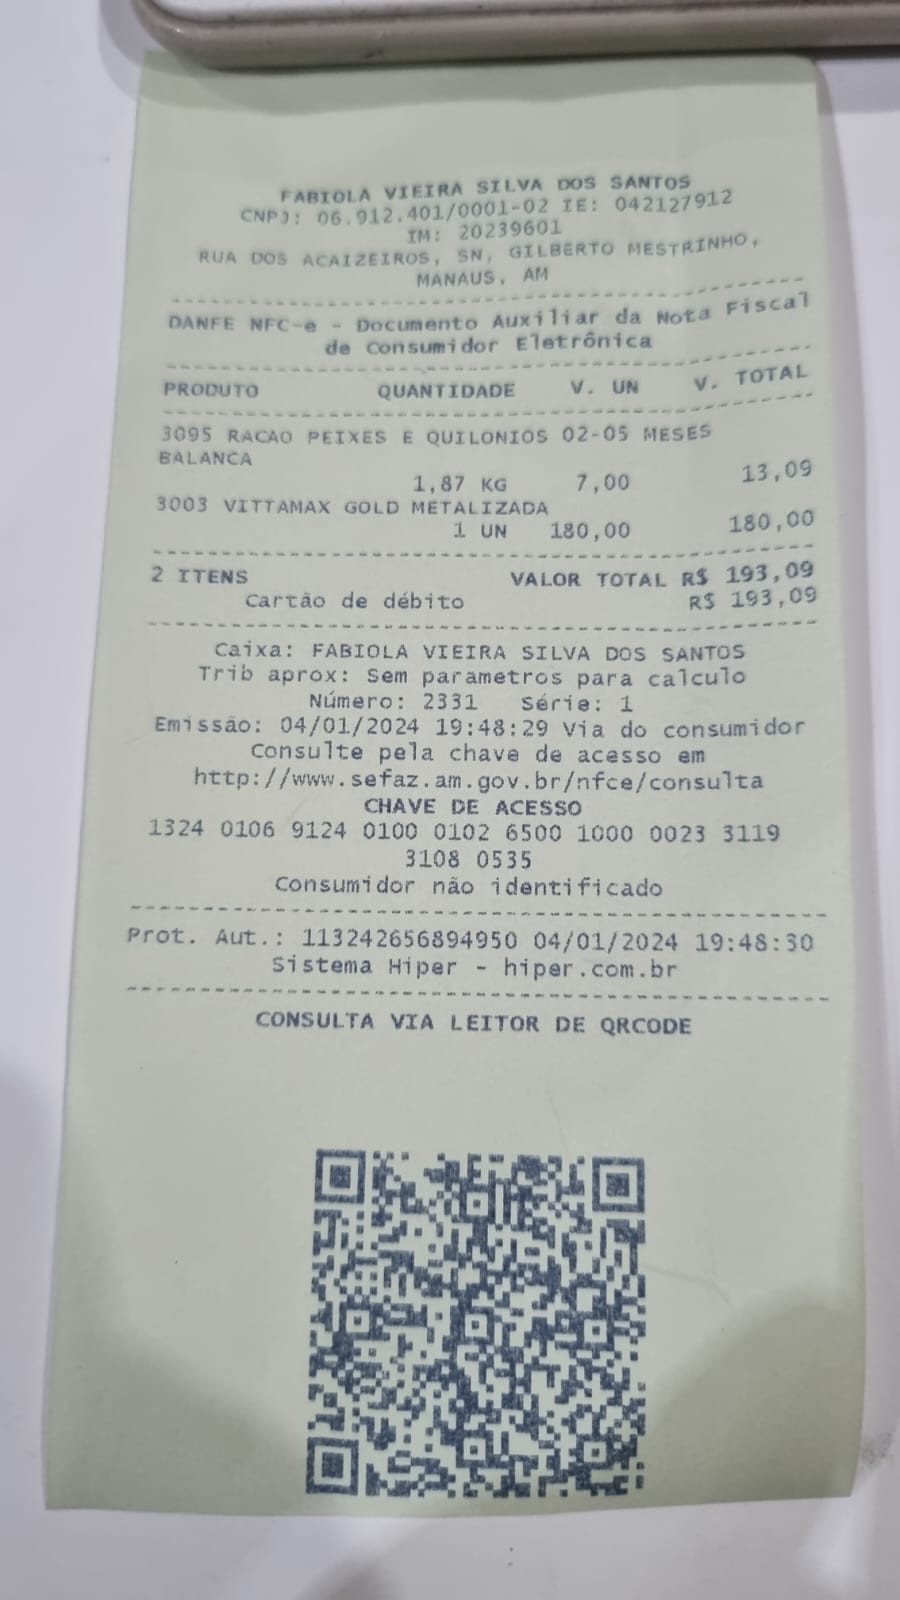 FABIOLA VIEIRA SILVA DOS SANTOS
CNPJ: 06.912.401/0001-02 IE: 042127912
IM: 20239601
RUA DOS ACAIZEIROS, SN, GILBERTO MESTRINHO,
MANAUS, AM
DANFE NFC-e - Documento Auxiliar da Nota Fiscal
de Consumidor Eletrônica
PRODUTO QUANTIDADE V. UN V. TOTAL
3095 RACAO PEIXES E QUILONIOS 02-05 MESES
BALANCA
1,87 KG 7,00 13,09
3003 VITTAMAX GOLD METALIZADA
1 UN 180,00 180,00
2 ITENS VALOR TOTAL R$ 193,09
Cartão de débito R$ 193,09
Caixa: FABIOLA VIEIRA SILVA DOS SANTOS
Trib aprox: Sem parametros para calculo
Número: 2331 Série: 1
Emissão: 04/01/2024 19:48:29 Via do consumidor
Consulte pela chave de acesso em
http://www.sefaz.am.gov.br/nfce/consulta
CHAVE DE ACESSO
1324 0106 9124 0100 0102 6500 1000 0023 3119
3108 0535
Consumidor não identificado
Prot. Aut.: 113242656894950 04/01/2024 19:48:30
Sistema Hiper - hiper.com.br
CONSULTA VIA LEITOR DE QRCODE